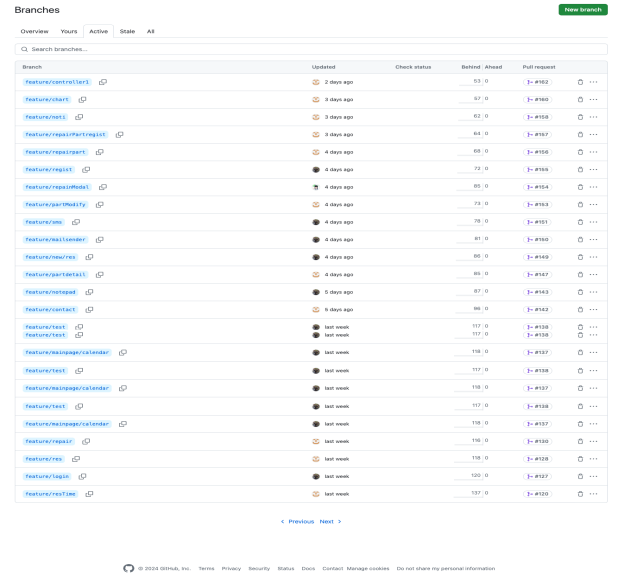 Branches
New branch
Overview Yours Active Stale All
Search branches...
Branch Updated Check status Behind Ahead Pull request
feature/controller1 2 days ago 53 0 #162
feature/chart 3 days ago 57 0 #160
feature/noti 3 days ago 62 0 #158
feature/repairPartregist 3 days ago 64 0 #157
feature/repairpart 4 days ago 68 0 #156
feature/regist 4 days ago 72 0 #155
feature/repainModal 4 days ago 85 0 #154
feature/partModify 4 days ago 73 0 #153
feature/sms 4 days ago 78 0 #151
feature/mailsender 4 days ago 81 0 #150
feature/new/res 4 days ago 86 0 #149
feature/partdetail 4 days ago 85 0 #147
feature/notepad 5 days ago 87 0 #143
feature/contact 5 days ago 96 0 #142
feature/test last week 117 0 #138
feature/test last week 117 0 #138
feature/mainpage/calendar last week 118 0 #137
feature/test last week 117 0 #138
feature/mainpage/calendar last week 118 0 #137
feature/test last week 117 0 #138
feature/mainpage/calendar last week 118 0 #137
feature/repair last week 116 0 #130
feature/res last week 118 0 #128
feature/login last week 120 0 #127
feature/resTime last week 137 0 #120
Previous Next
© 2024 GitHub, Inc. Terms Privacy Security Status Docs Contact Manage cookies Do not share my personal information